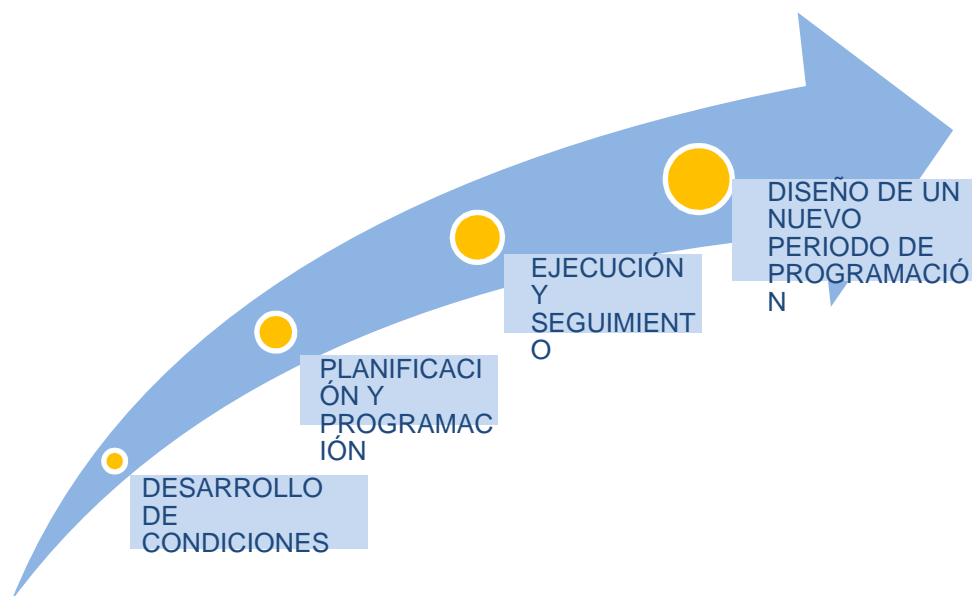 DESARROLLO
DE
CONDICIONES
PLANIFICACI
ÓN Y
PROGRAMAC
IÓN
EJECUCIÓN
Y
SEGUIMIENT
O
DISEÑO DE UN
NUEVO
PERIODO DE
PROGRAMACIÓ
N